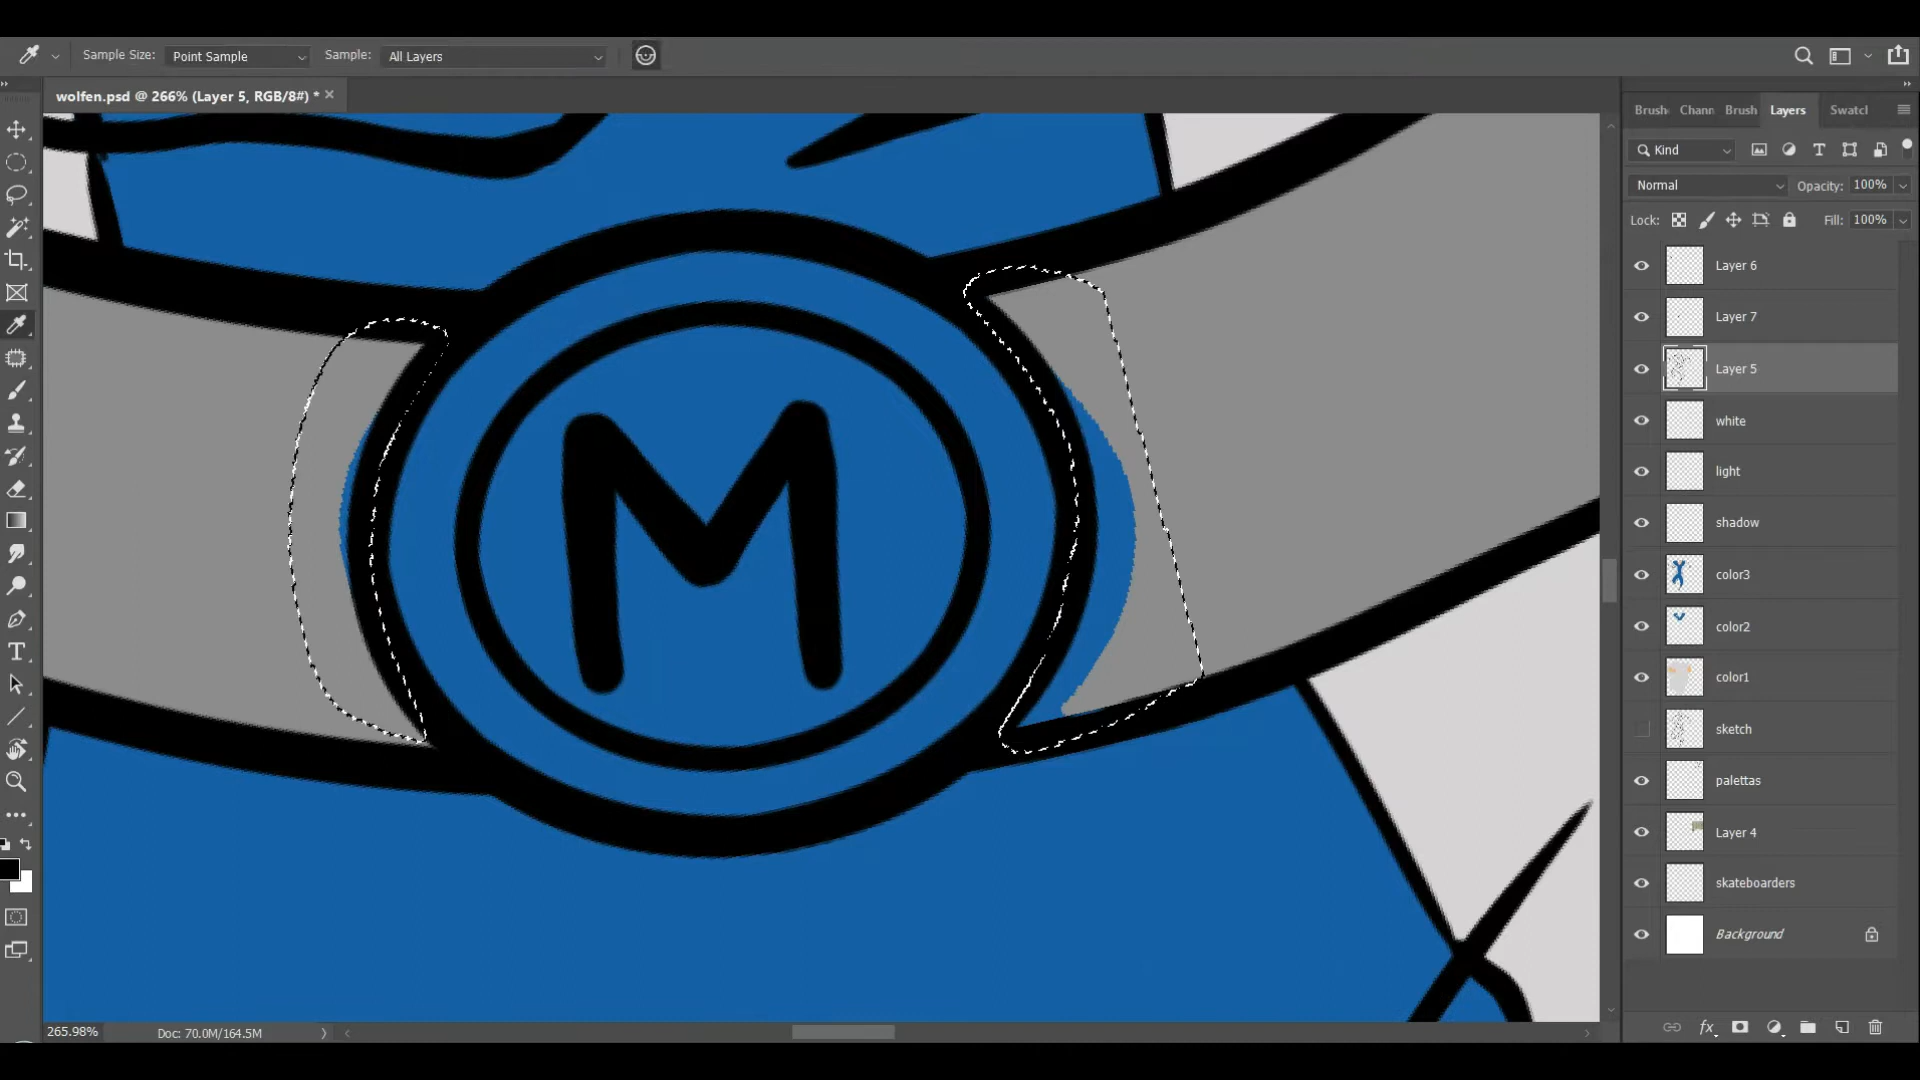 Sample Size: Point Sample Sample: All Layers
wolfen.psd @ 266% (Layer 5, RGB/8#) * ×
Brush Chann Brush Layers Swatcl
Kind
Normal Opacity: 100%
Lock: Fill: 100%
Layer 6
Layer 7
Layer 5
white
light
shadow
color3
color2
color1
sketch
palettas
Layer 4
skateboarders
Background
fx
M
265.98% Doc: 70.0M/164.5M